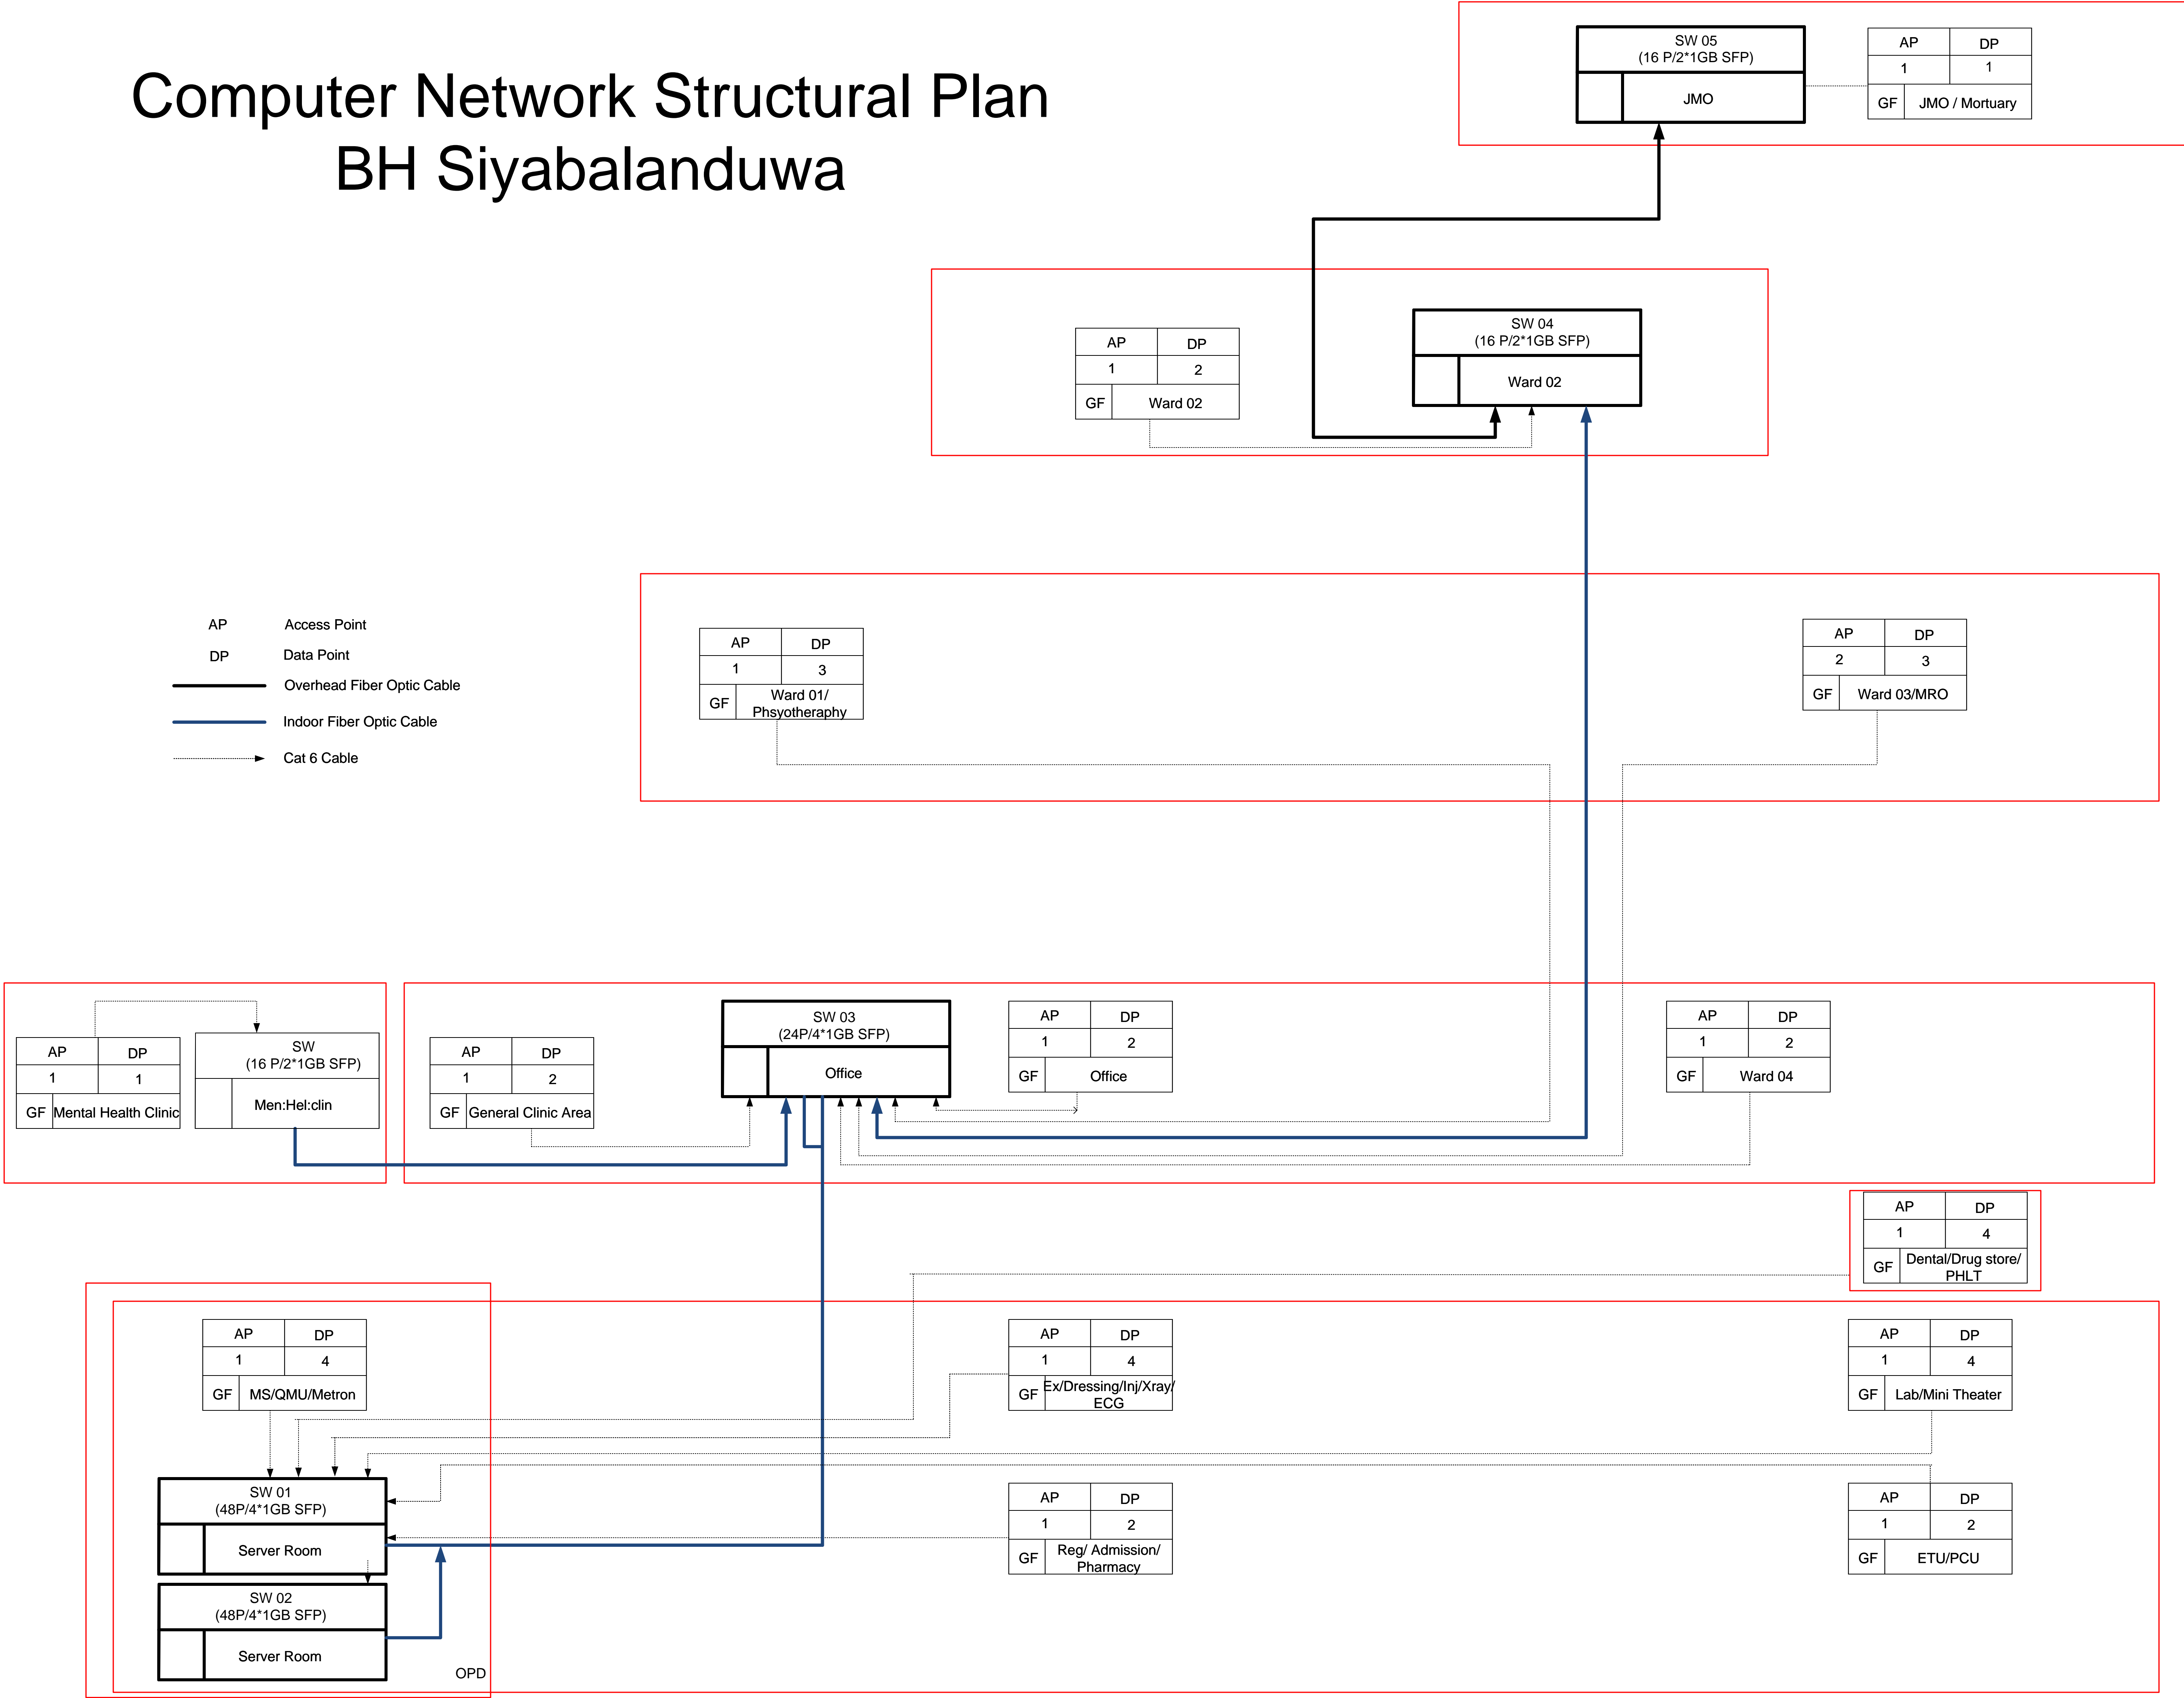 Computer Network Structural Plan
BH Siyabalanduwa
SW 05
(16 P/2*1GB SFP)
JMO
AP DP
1 1
GF JMO / Mortuary
AP DP
1 2
GF Ward 02
SW 04
(16 P/2*1GB SFP)
Ward 02
AP Access Point
DP Data Point
Overhead Fiber Optic Cable
Indoor Fiber Optic Cable
Cat 6 Cable
AP DP
1 3
GF Ward 01/
Phsyotheraphy
AP DP
2 3
GF Ward 03/MRO
AP DP
1 1
GF Mental Health Clinic
SW
(16 P/2*1GB SFP)
Men:Hel:clin
AP DP
1 2
GF General Clinic Area
SW 03
(24P/4*1GB SFP)
Office
AP DP
1 2
GF Office
AP DP
1 2
GF Ward 04
AP DP
1 4
GF Dental/Drug store/
PHLT
AP DP
1 4
GF MS/QMU/Metron
AP DP
1 4
GF Ex/Dressing/Inj/Xray/
ECG
AP DP
1 4
GF Lab/Mini Theater
SW 01
(48P/4*1GB SFP)
Server Room
AP DP
1 2
GF Reg/ Admission/
Pharmacy
AP DP
1 2
GF ETU/PCU
SW 02
(48P/4*1GB SFP)
Server Room
OPD